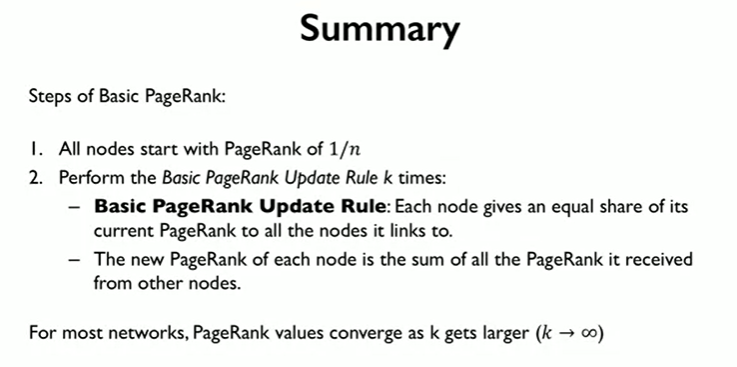 Summary
Steps of Basic PageRank:
1. All nodes start with PageRank of 1/n
2. Perform the Basic PageRank Update Rule k times:
– Basic PageRank Update Rule: Each node gives an equal share of its
current PageRank to all the nodes it links to.
– The new PageRank of each node is the sum of all the PageRank it received
from other nodes.
For most networks, PageRank values converge as k gets larger (k → ∞)